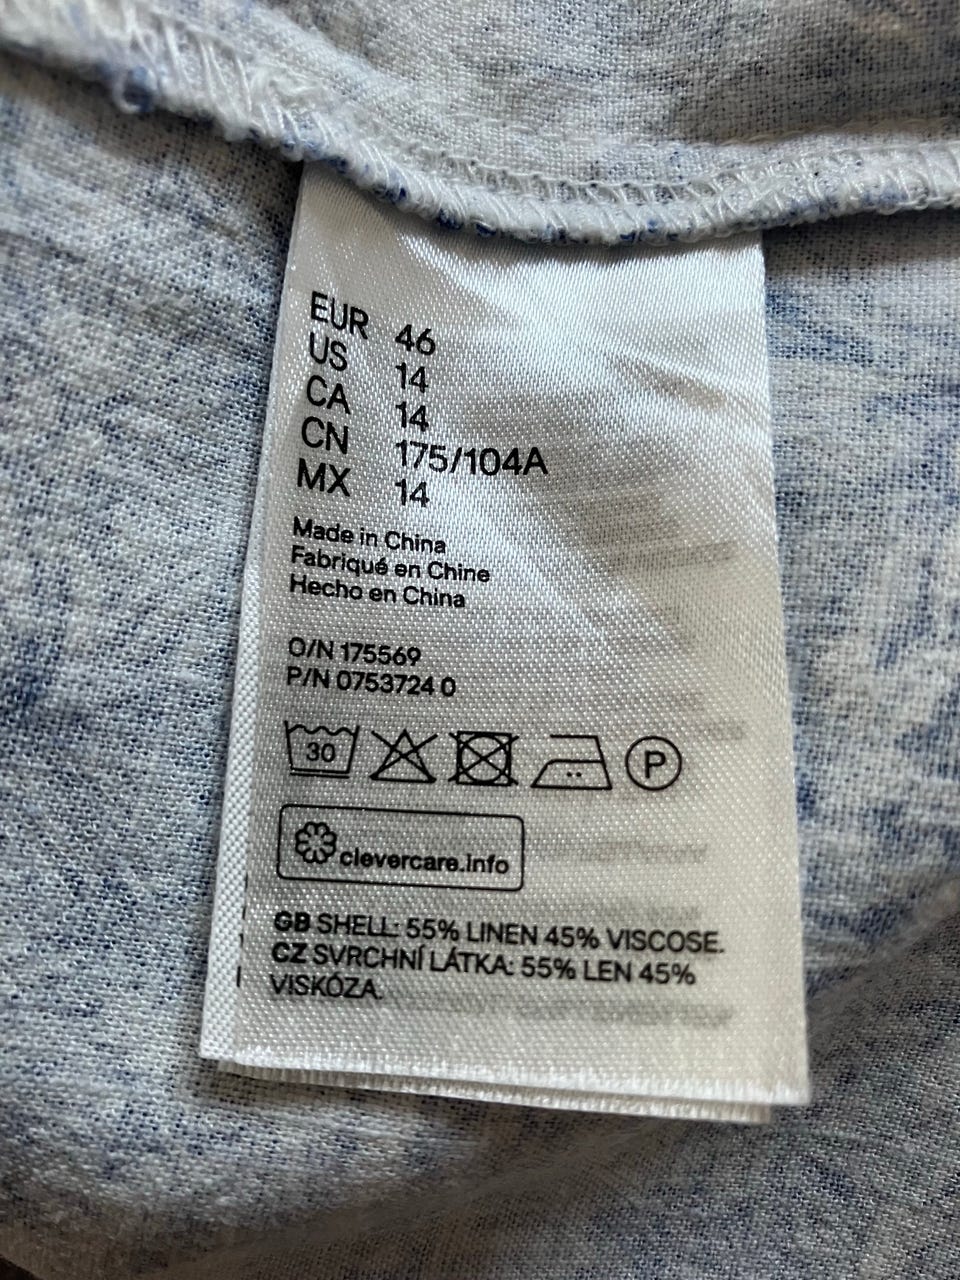 EUR 46
US 14
CA 14
CN 175/104A
MX 14
Made in China
Fabriqué en Chine
Hecho en China
O/N 175569
P/N 0753724 0
30 P
clevercare.info
GB SHELL: 55% LINEN 45% VISCOSE.
CZ SVRCHNÍ LÁTKA: 55% LEN 45%
VISKÓZA.